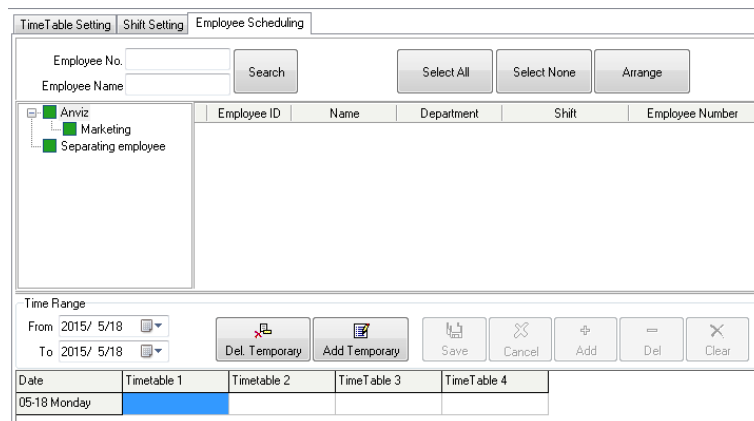 TimeTable Setting Shift Setting Employee Scheduling
Employee No.
Employee Name
Search Select All Select None Arrange
Anviz
Marketing
Separating employee
Employee ID Name Department Shift Employee Number
Time Range
From 2015/ 5/18
To 2015/ 5/18
Del. Temporary Add Temporary Save Cancel Add Del Clear
Date Timetable 1 Timetable 2 TimeTable 3 TimeTable 4
05-18 Monday